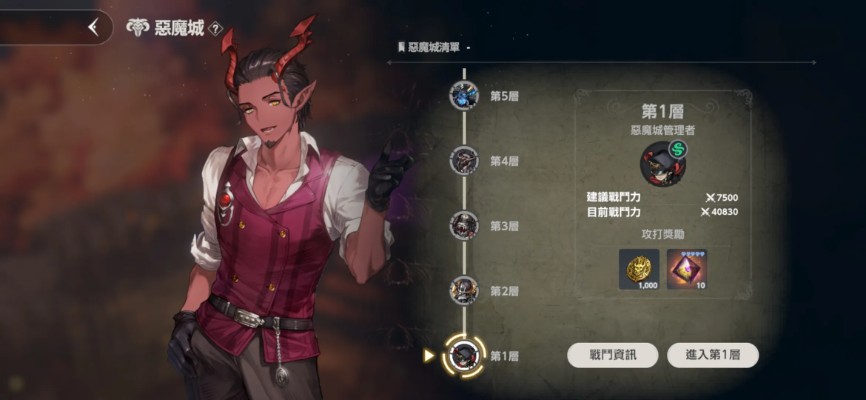 惡魔城 ?
惡魔城清單
第5層
第4層
第3層
第2層
第1層
第1層
惡魔城管理者
建議戰鬥力 7500
目前戰鬥力 40830
攻打獎勵
1,000
10
戰鬥資訊
進入第1層